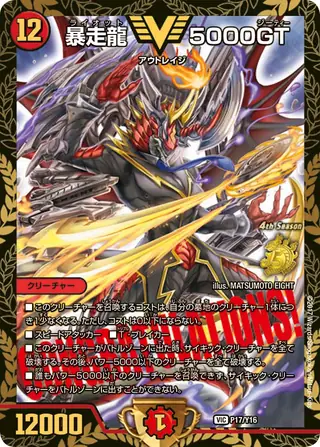 12
ライオット
暴走龍
V
ジーティー
5000GT
アウトレイジ
4th Season
クリーチャー
illus. MATSUMOTO EIGHT
■このクリーチャーを召喚するコストは、自分の墓地のクリーチャー1体につき1少なくなる。ただし、コストは0以下にならない。
■スピードアタッカー ■T・ブレイカー
■このクリーチャーがバトルゾーンに出た時、サイキック・クリーチャーを全て破壊する。その後、パワー5000以下のクリーチャーを全て破壊する。
■誰もパワー5000以下のクリーチャーを召喚できず、サイキック・クリーチャーをバトルゾーンに出すことができない。
12000
VIC P17/Y16